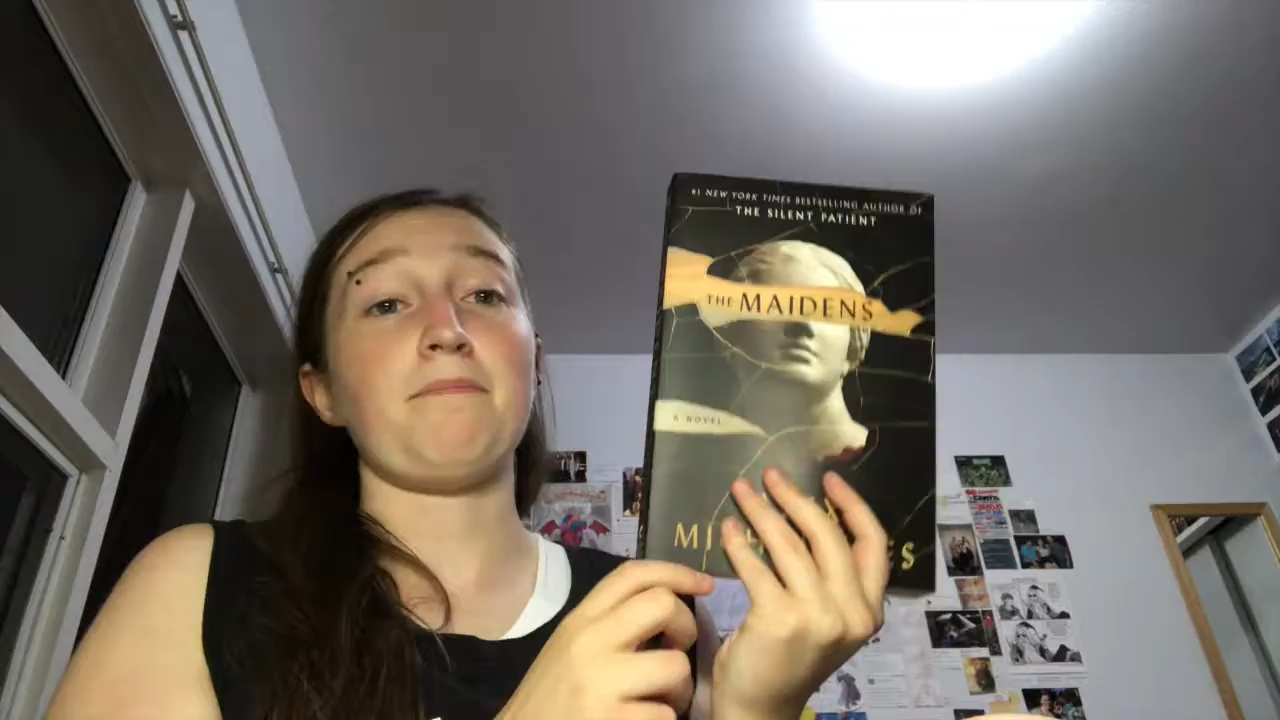 #1 NEW YORK TIMES BESTSELLING AUTHOR OF
THE SILENT PATIENT
THE MAIDENS
A NOVEL